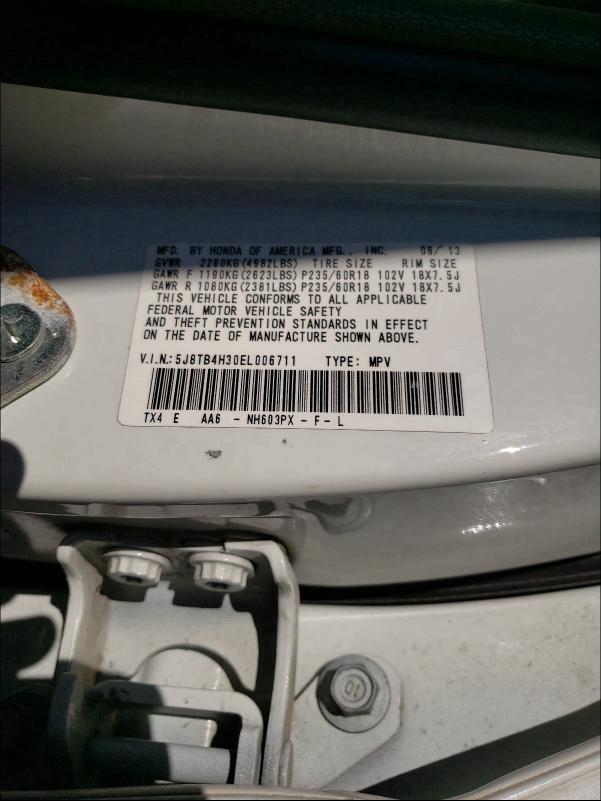 MFD. BY HONDA OF AMERICA MFG., INC. 06/ 13
GVWR 2260KG(4982LBS) TIRE SIZE RIM SIZE
GAWR F 1190KG(2623LBS)P235/60R18 102V 18X7.5J
GAWR R 1080KG(2381LBS)P235/60R18 102V 18X7.5J
THIS VEHICLE CONFORMS TO ALL APPLICABLE
FEDERAL MOTOR VEHICLE SAFETY
AND THEFT PREVENTION STANDARDS IN EFFECT
ON THE DATE OF MANUFACTURE SHOWN ABOVE.
V.I.N.:5J8TB4H30EL006711 TYPE: MPV
TX4 E AA6 - NH603PX - F - L